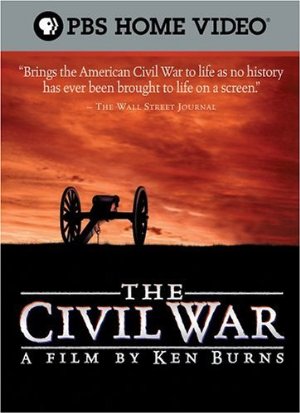 PBS HOME VIDEO®
“Brings the American Civil War to life as no history
has ever been brought to life on a screen.”
– THE WALL STREET JOURNAL
THE
CIVIL WAR
A FILM BY KEN BURNS